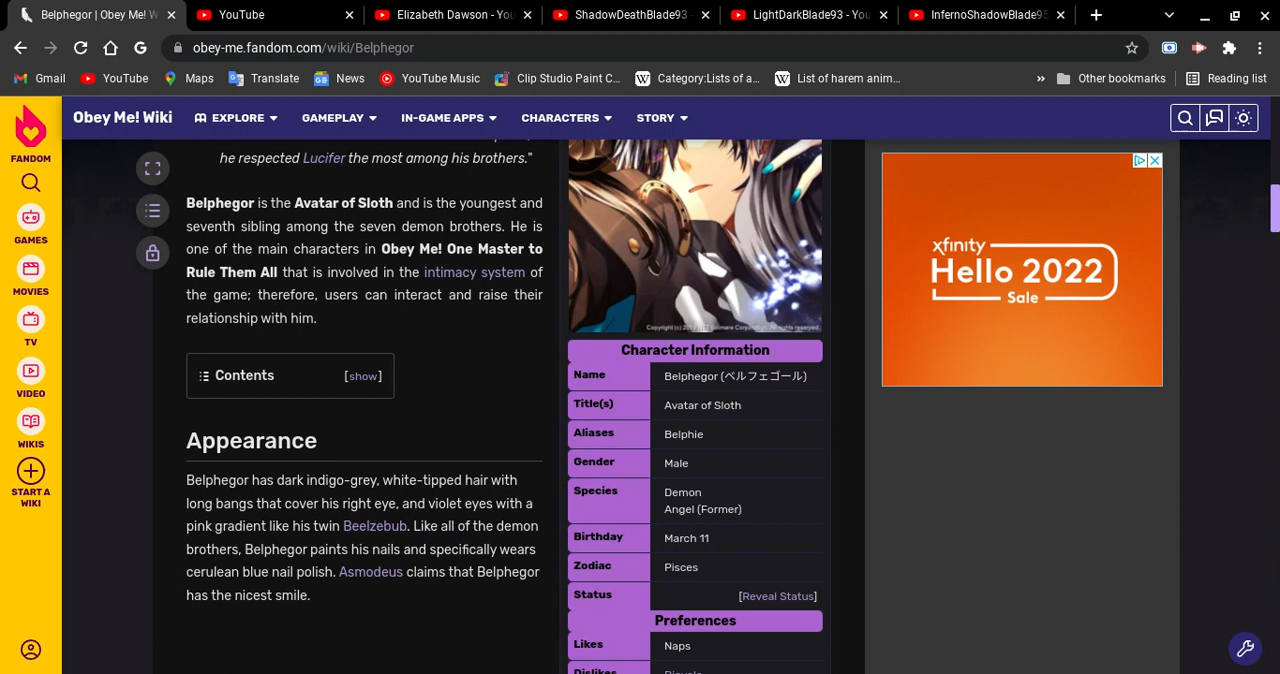 Belphegor | Obey Me! W
YouTube
Elizabeth Dawson - You
ShadowDeathBlade93 -
LightDarkBlade93 - You
InfernoShadowBlade95
obey-me.fandom.com/wiki/Belphegor
Gmail
YouTube
Maps
Translate
News
YouTube Music
Clip Studio Paint C...
Category:Lists of a...
List of harem anim...
»
Other bookmarks
Reading list
FANDOM
GAMES
MOVIES
TV
VIDEO
WIKIS
START A
WIKI
Obey Me! Wiki
EXPLORE
GAMEPLAY
IN-GAME APPS
CHARACTERS
STORY
he respected Lucifer the most among his brothers."
Belphegor is the Avatar of Sloth and is the youngest and
seventh sibling among the seven demon brothers. He is
one of the main characters in Obey Me! One Master to
Rule Them All that is involved in the intimacy system of
the game; therefore, users can interact and raise their
relationship with him.
Contents [show]
Appearance
Belphegor has dark indigo-grey, white-tipped hair with
long bangs that cover his right eye, and violet eyes with a
pink gradient like his twin Beelzebub. Like all of the demon
brothers, Belphegor paints his nails and specifically wears
cerulean blue nail polish. Asmodeus claims that Belphegor
has the nicest smile.
Character Information
Name Belphegor (ベルフェゴール)
Title(s) Avatar of Sloth
Aliases Belphie
Gender Male
Species Demon
Angel (Former)
Birthday March 11
Zodiac Pisces
Status [Reveal Status]
Preferences
Likes Naps
Dislikes
xfinity
Hello 2022
Sale